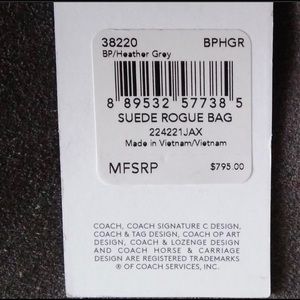 38220 BPHGR
BP/Heather Grey
8 89532 57738 5
SUEDE ROGUE BAG
224221JAX
Made in Vietnam/Vietnam
MFSRP $795.00
COACH, COACH SIGNATURE C DESIGN,
COACH & TAG DESIGN, COACH OP ART
DESIGN, COACH & LOZENGE DESIGN
AND COACH HORSE & CARRIAGE
DESIGN ARE REGISTERED TRADEMARKS
® OF COACH SERVICES, INC.